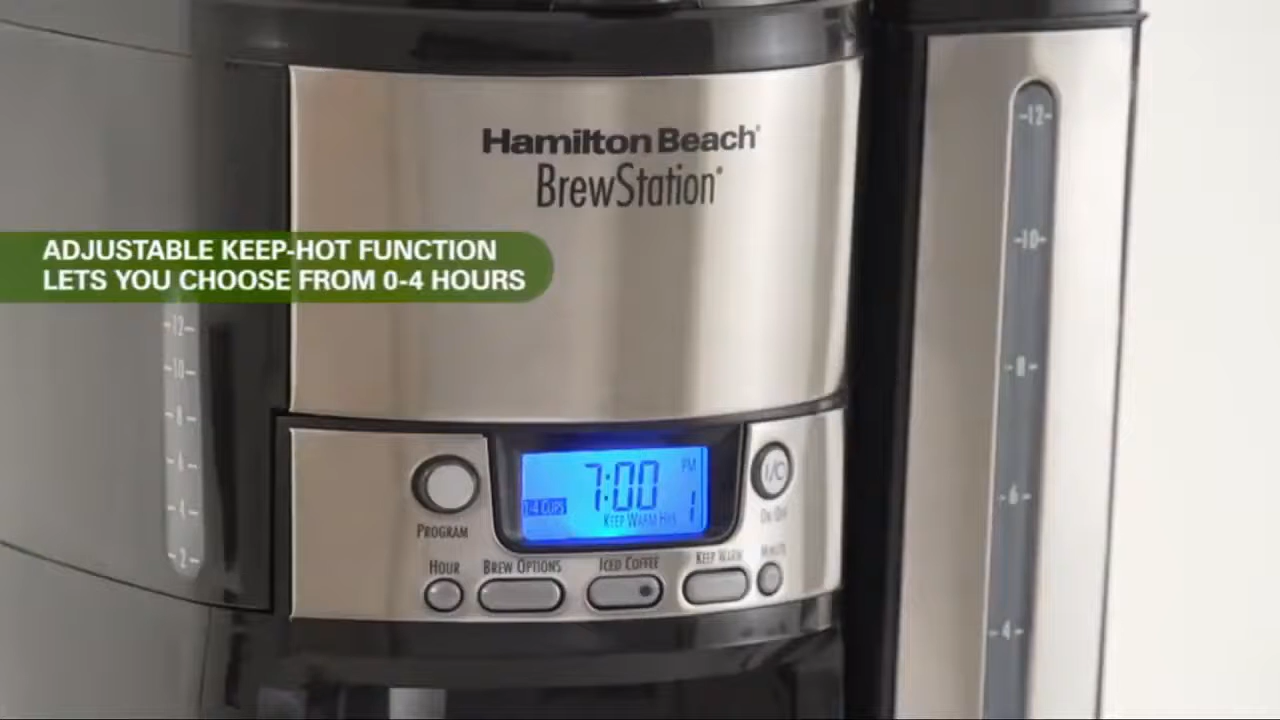 Hamilton Beach®
BrewStation®
ADJUSTABLE KEEP-HOT FUNCTION
LETS YOU CHOOSE FROM 0-4 HOURS
-12-
-10-
-8-
-6-
-4-
-12-
-10-
-8-
-6-
-4-
-2-
7:00 PM
1-4 CUPS
KEEP WARM HRS 1
I/O
ON/OFF
PROGRAM
HOUR
BREW OPTIONS
ICED COFFEE
KEEP WARM
MINUTE